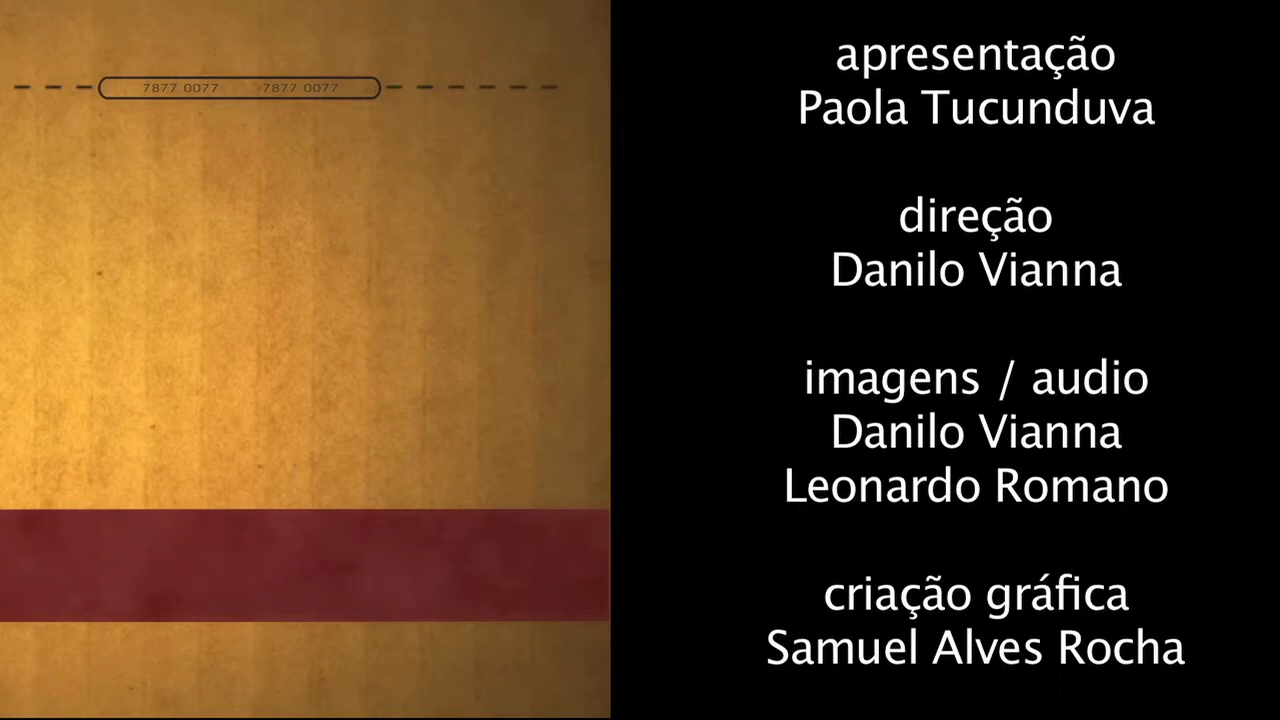 7877 0077 7877 0077
apresentação
Paola Tucunduva
direção
Danilo Vianna
imagens / audio
Danilo Vianna
Leonardo Romano
criação gráfica
Samuel Alves Rocha